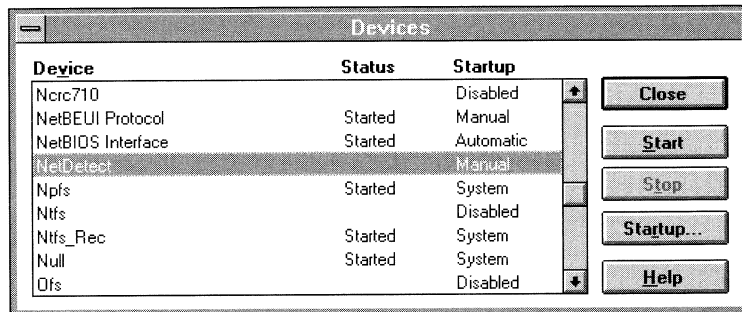 Devices
Device Status Startup
Ncrc710 Disabled
NetBEUI Protocol Started Manual
NetBIOS Interface Started Automatic
NetDetect Manual
Npfs Started System
Ntfs Disabled
Ntfs_Rec Started System
Null Started System
Ofs Disabled
Close
Start
Stop
Startup...
Help